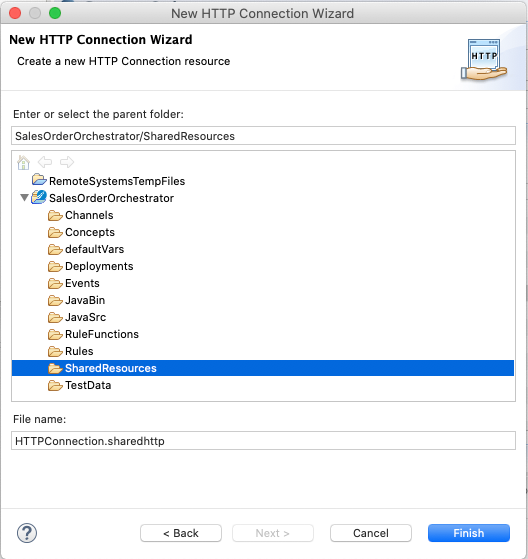 New HTTP Connection Wizard
New HTTP Connection Wizard
Create a new HTTP Connection resource
HTTP
Enter or select the parent folder:
SalesOrderOrchestrator/SharedResources
RemoteSystemsTempFiles
SalesOrderOrchestrator
Channels
Concepts
defaultVars
Deployments
Events
JavaBin
JavaSrc
RuleFunctions
Rules
SharedResources
TestData
File name:
HTTPConnection.sharedhttp
? < Back Next > Cancel Finish